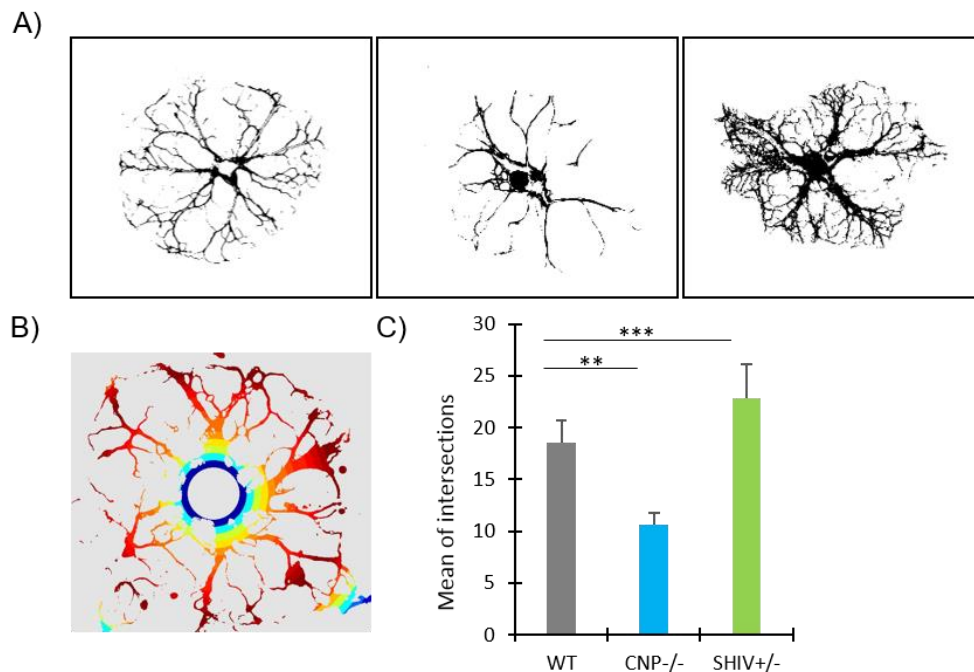 A)
B)
C)
Mean of intersections
30
25
20
15
10
5
0
***
**
WT CNP-/- SHIV+/-